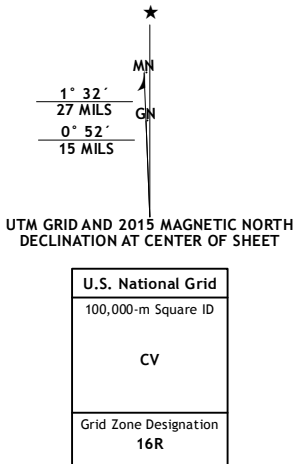 ★
MN
1° 32´
27 MILS
GN
0° 52´
15 MILS
UTM GRID AND 2015 MAGNETIC NORTH
DECLINATION AT CENTER OF SHEET
U.S. National Grid
100,000-m Square ID
CV
Grid Zone Designation
16R